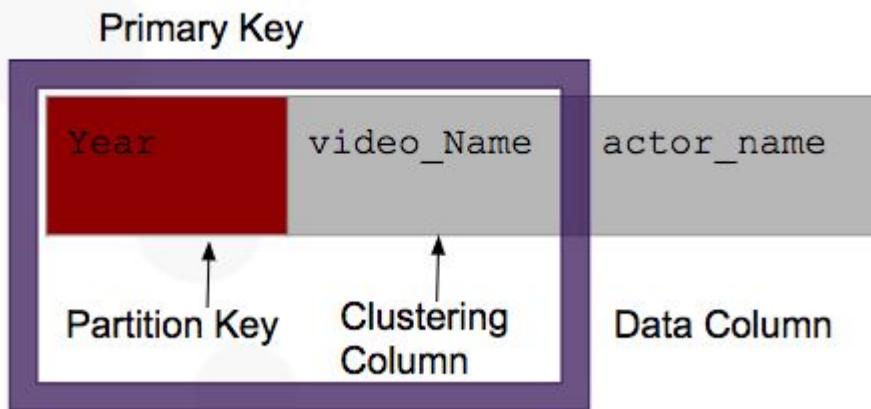 Primary Key
Year video_Name actor_name
Partition Key Clustering Column Data Column